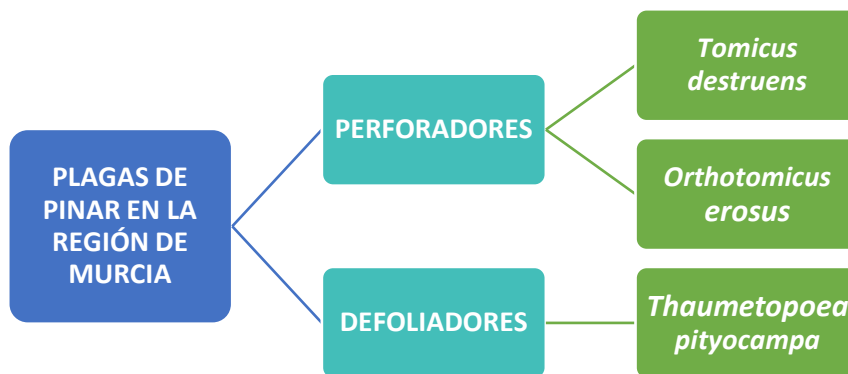 PLAGAS DE
PINAR EN LA
REGIÓN DE
MURCIA
PERFORADORES
Tomicus
destruens
Orthotomicus
erosus
DEFOLIADORES
Thaumetopoea
pityocampa